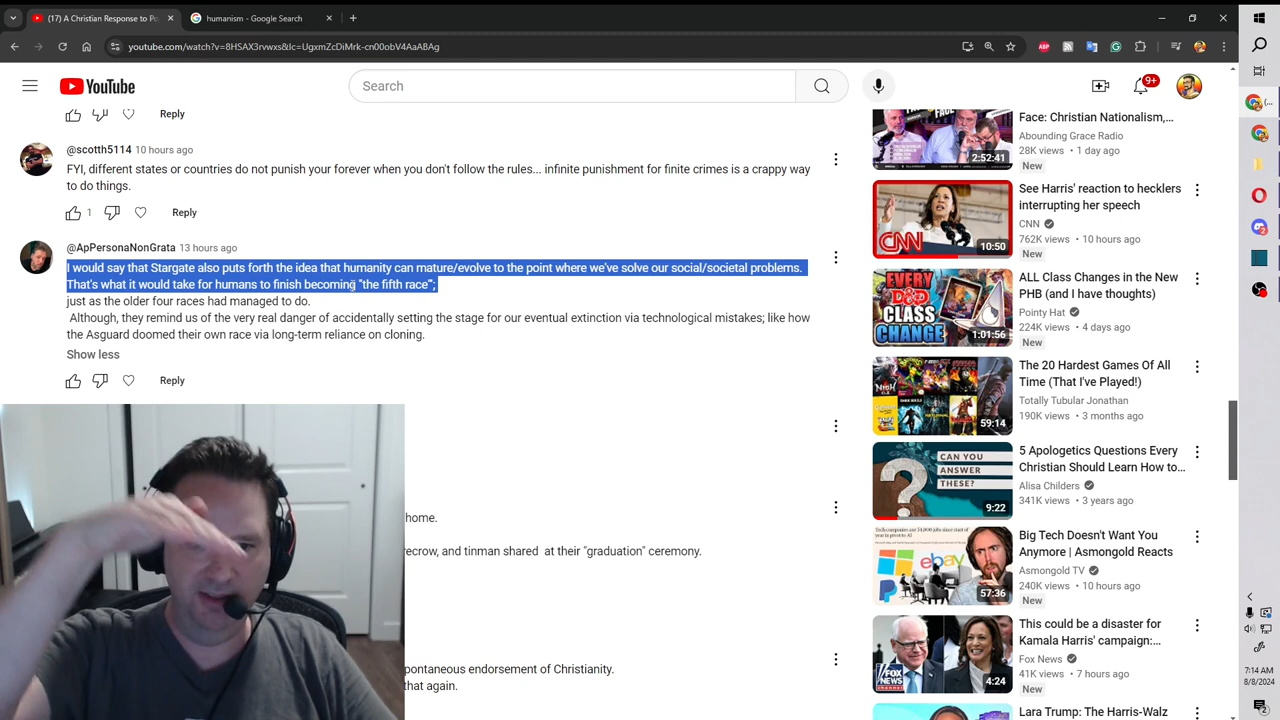 (17) A Christian Response to Po
humanism - Google Search
youtube.com/watch?v=8HSAX3rvwxs&lc=UgxmZcDiMrk-cn00obV4AaABAg
ABP
YouTube
Search
9+
Reply
@scotth5114 10 hours ago
FYI, different states or countries do not punish your forever when you don't follow the rules... infinite punishment for finite crimes is a crappy way
to do things.
1
Reply
@ApPersonaNonGrata 13 hours ago
I would say that Stargate also puts forth the idea that humanity can mature/evolve to the point where we've solve our social/societal problems.
That's what it would take for humans to finish becoming "the fifth race";
just as the older four races had managed to do.
Although, they remind us of the very real danger of accidentally setting the stage for our eventual extinction via technological mistakes; like how
the Asguard doomed their own race via long-term reliance on cloning.
Show less
Reply
home.
recrow, and tinman shared at their "graduation" ceremony.
pontaneous endorsement of Christianity.
that again.
2:52:41
Face: Christian Nationalism,...
Abounding Grace Radio
28K views • 1 day ago
New
CNN
10:50
See Harris' reaction to hecklers
interrupting her speech
CNN
762K views • 10 hours ago
New
EVERY
D&D
CLASS
CHANGE
1:01:56
ALL Class Changes in the New
PHB (and I have thoughts)
Pointy Hat
224K views • 4 days ago
New
59:14
The 20 Hardest Games Of All
Time (That I've Played!)
Totally Tubular Jonathan
190K views • 3 months ago
CAN YOU
ANSWER
THESE?
9:22
5 Apologetics Questions Every
Christian Should Learn How to...
Alisa Childers
341K views • 3 years ago
ebay
57:36
Big Tech Doesn't Want You
Anymore | Asmongold Reacts
Asmongold TV
240K views • 10 hours ago
New
FOX
NEWS
channel
4:24
This could be a disaster for
Kamala Harris' campaign:...
Fox News
41K views • 7 hours ago
New
Lara Trump: The Harris-Walz
7:14 AM
8/8/2024
2